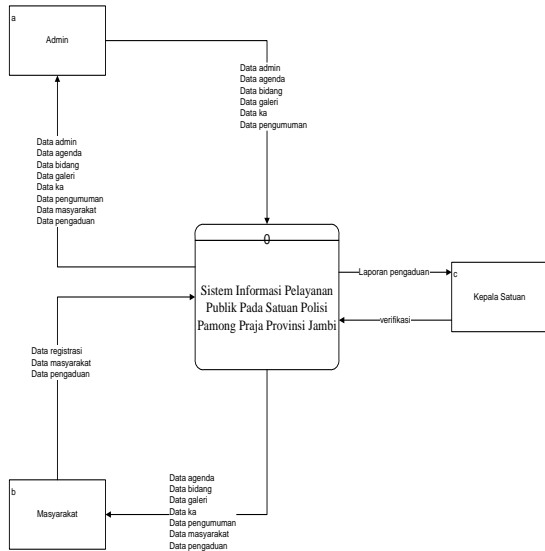 a
Admin
Data admin
Data agenda
Data bidang
Data galeri
Data ka
Data pengumuman
Data admin
Data agenda
Data bidang
Data galeri
Data ka
Data pengumuman
Data masyarakat
Data pengaduan
0
Sistem Informasi Pelayanan
Publik Pada Satuan Polisi
Pamong Praja Provinsi Jambi
Laporan pengaduan
c
Kepala Satuan
verifikasi
Data registrasi
Data masyarakat
Data pengaduan
b
Masyarakat
Data agenda
Data bidang
Data galeri
Data ka
Data pengumuman
Data masyarakat
Data pengaduan